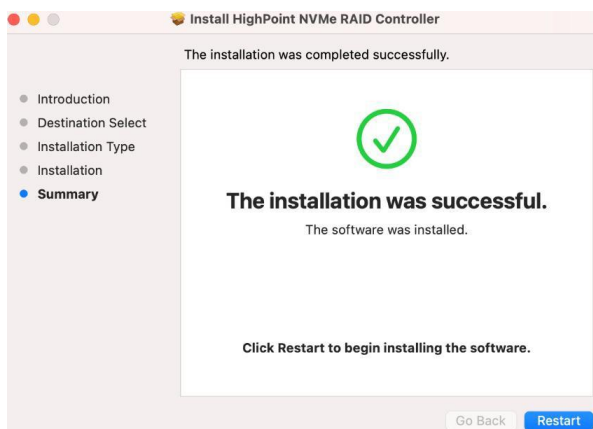 Install HighPoint NVMe RAID Controller
The installation was completed successfully.
Introduction
Destination Select
Installation Type
Installation
Summary
The installation was successful.
The software was installed.
Click Restart to begin installing the software.
Go Back
Restart